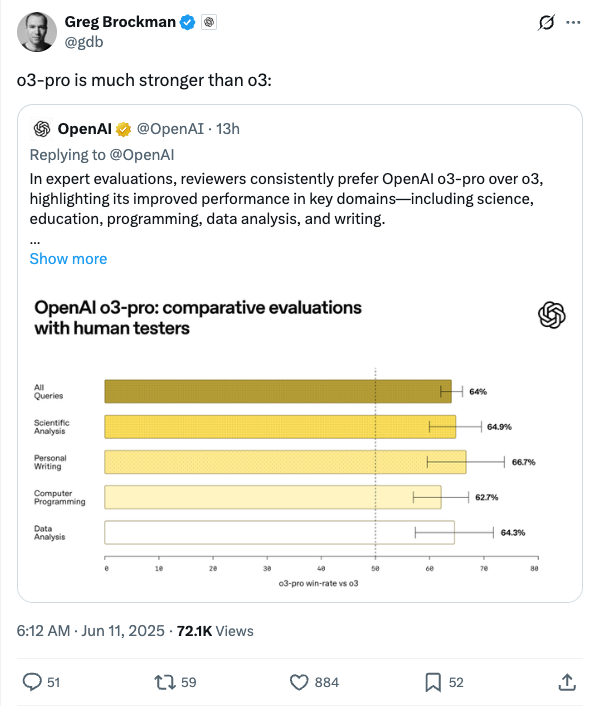 Greg Brockman
@gdb
o3-pro is much stronger than o3:
OpenAI @OpenAI · 13h
Replying to @OpenAI
In expert evaluations, reviewers consistently prefer OpenAI o3-pro over o3,
highlighting its improved performance in key domains—including science,
education, programming, data analysis, and writing.
...
Show more
OpenAI o3-pro: comparative evaluations
with human testers
All
Queries
64%
Scientific
Analysis
64.9%
Personal
Writing
66.7%
Computer
Programming
62.7%
Data
Analysis
64.3%
0 10 20 30 40 50 60 70 80
o3-pro win-rate vs o3
6:12 AM · Jun 11, 2025 · 72.1K Views
51 59 884 52